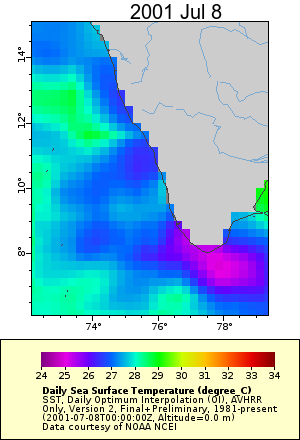 2001 Jul 8
14°
12°
10°
8°
74°
76°
78°
24 25 26 27 28 29 30 31 32 33 34
Daily Sea Surface Temperature (degree_C)
SST, Daily Optimum Interpolation (OI), AVHRR
Only, Version 2, Final+Preliminary, 1981-present
(2001-07-08T00:00:00Z, Altitude=0.0 m)
Data courtesy of NOAA NCEI